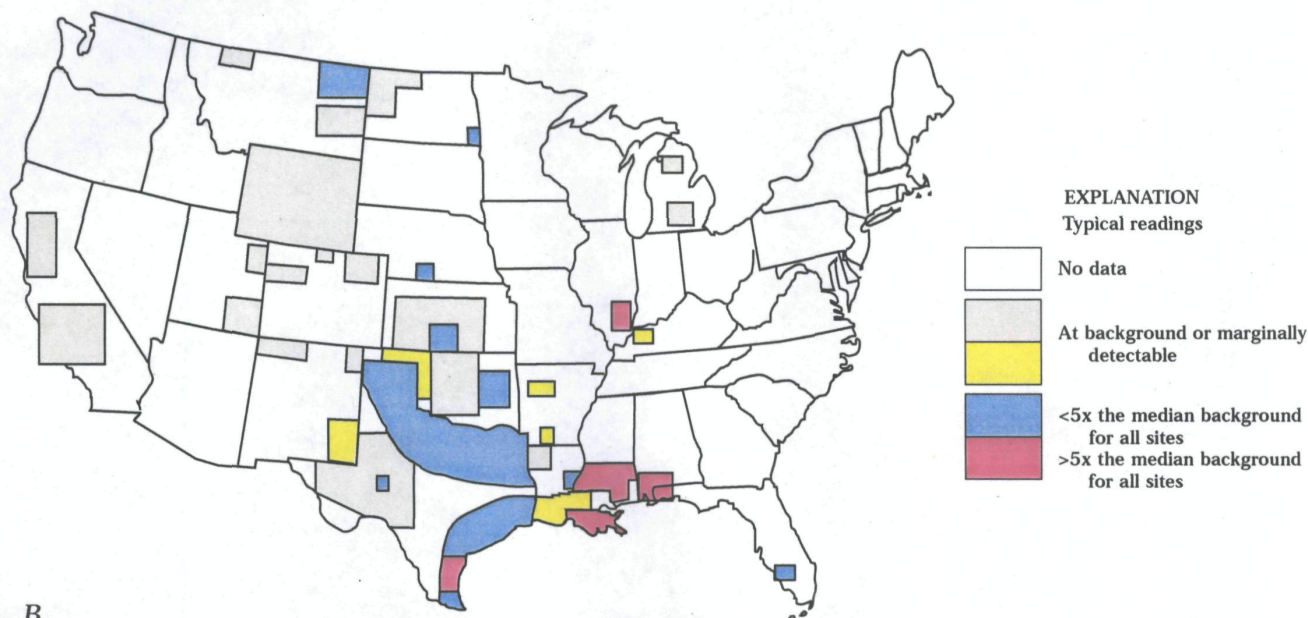 EXPLANATION
Typical readings
No data
At background or marginally
detectable
<5x the median background
for all sites
>5x the median background
for all sites
B